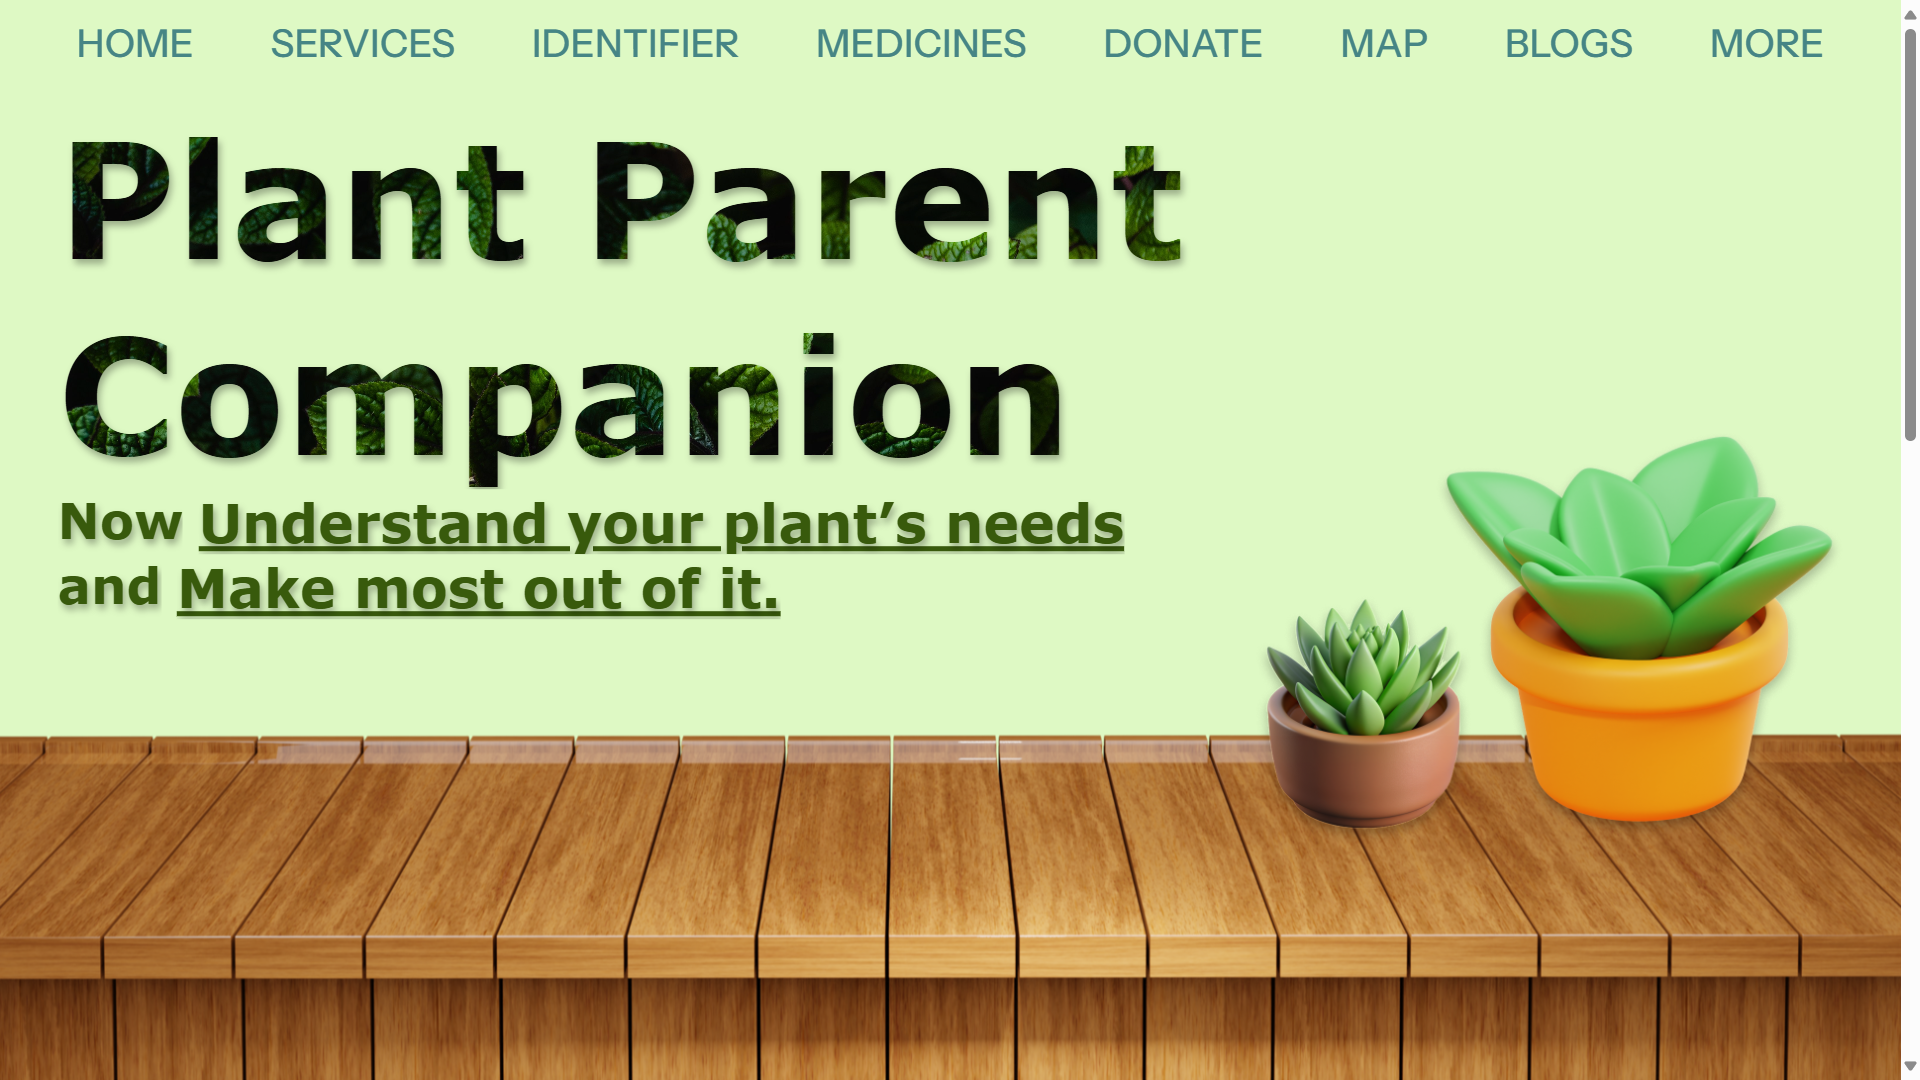 HOME SERVICES IDENTIFIER MEDICINES DONATE MAP BLOGS MORE
Plant Parent
Companion
Now Understand your plant’s needs
and Make most out of it.